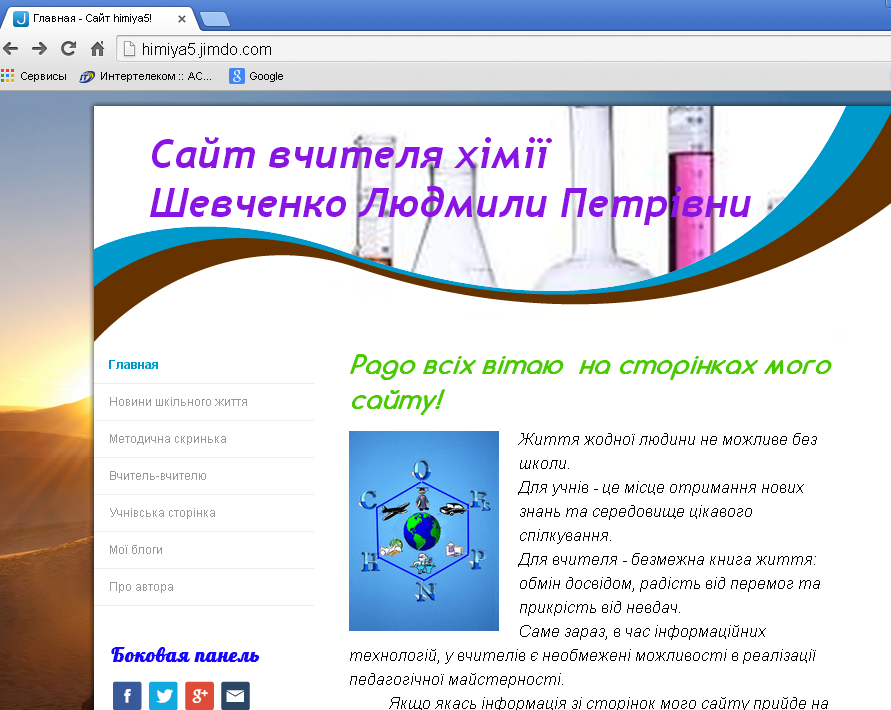 Главная - Сайт himiya5!
himiya5.jimdo.com
Сервисы Интертелеком :: АС... Google
Сайт вчителя хімії
Шевченко Людмили Петрівни
Главная
Новини шкільного життя
Методична скринька
Вчитель-вчителю
Учнівська сторінка
Мої блоги
Про автора
Боковая панель
Радо всіх вітаю на сторінках мого
сайту!
O
C E
H P
N
Життя жодної людини не можливе без
школи.
Для учнів - це місце отримання нових
знань та середовище цікавого
спілкування.
Для вчителя - безмежна книга життя:
обмін досвідом, радість від перемог та
прикрість від невдач.
Саме зараз, в час інформаційних
технологій, у вчителів є необмежені можливості в реалізації
педагогічної майстерності.
Якщо якась інформація зі сторінок мого сайту прийде на